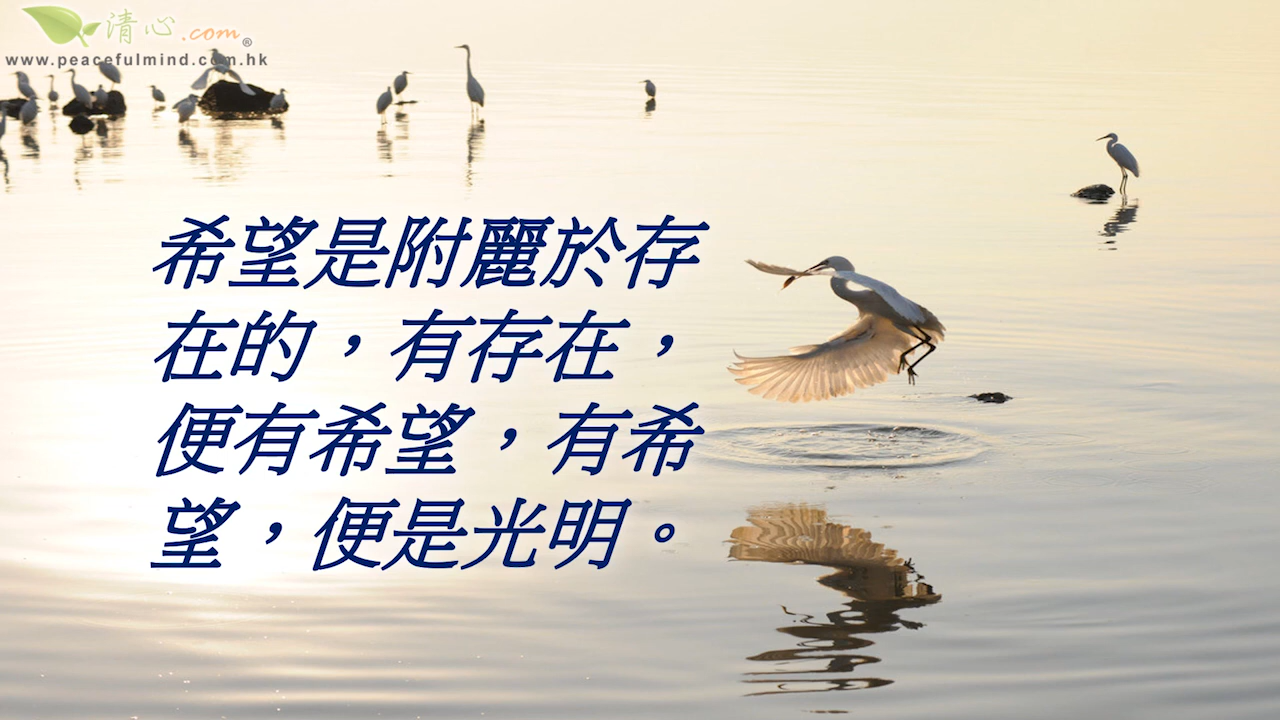 清心.com®
www.peacefulmind.com.hk
希望是附麗於存
在的，有存在，
便有希望，有希
望，便是光明。